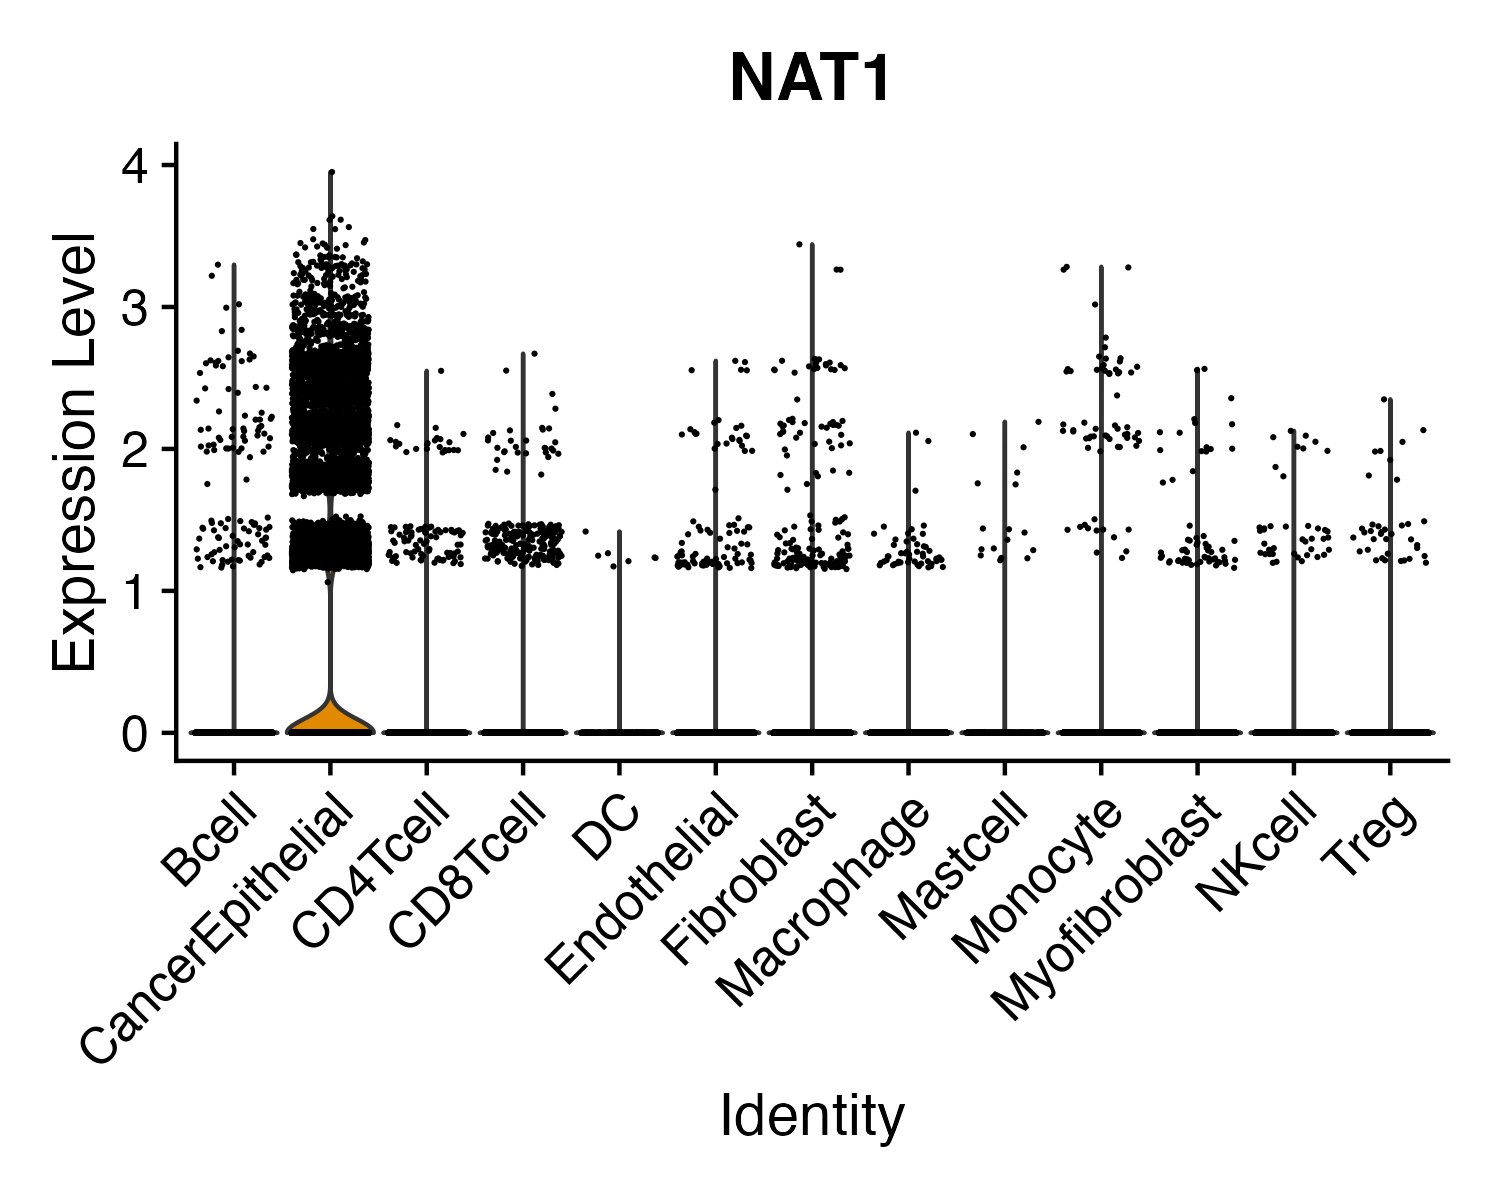 NAT1
Expression Level
4
3
2
1
0
Bcell
CancerEpithelial
CD4Tcell
CD8Tcell
DC
Endothelial
Fibroblast
Macrophage
Mastcell
Monocyte
Myofibroblast
NKcell
Treg
Identity